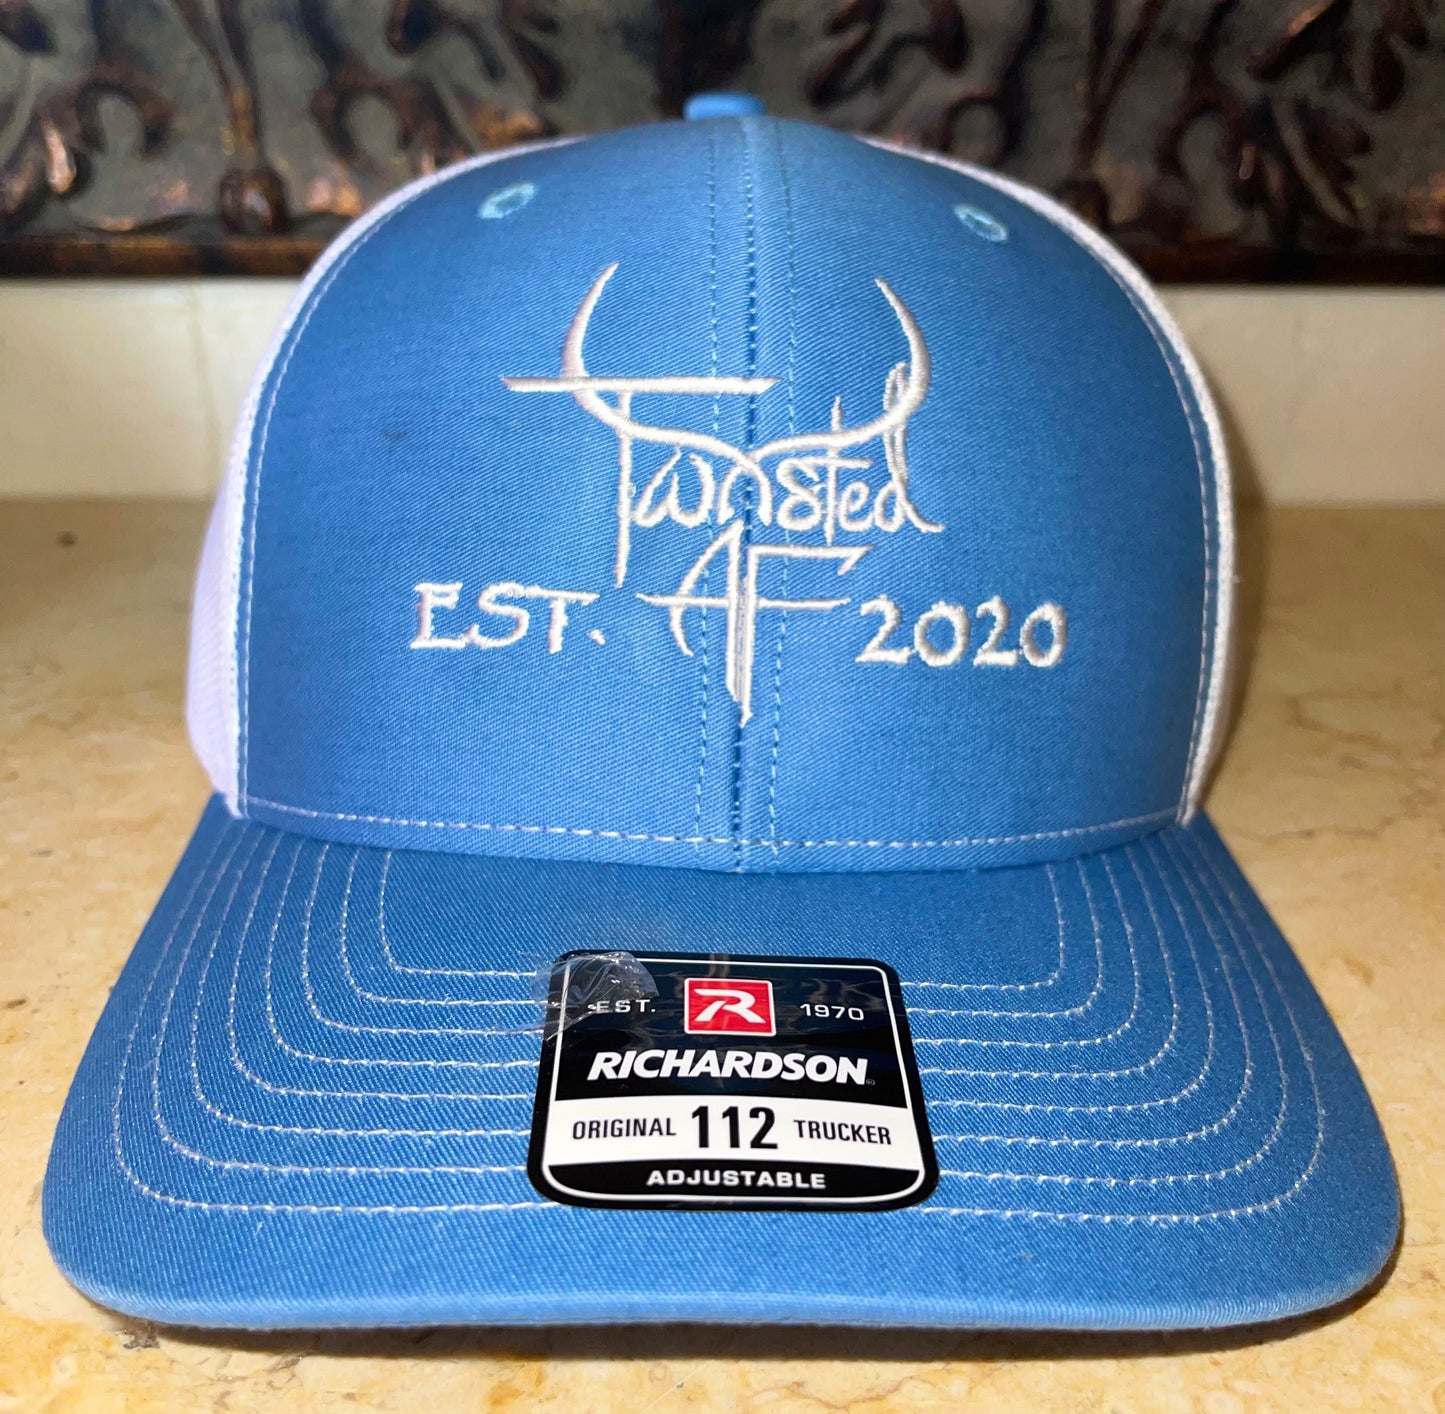 Twisted
EST. AF 2020
EST. R 1970
RICHARDSON®
ORIGINAL 112 TRUCKER
ADJUSTABLE